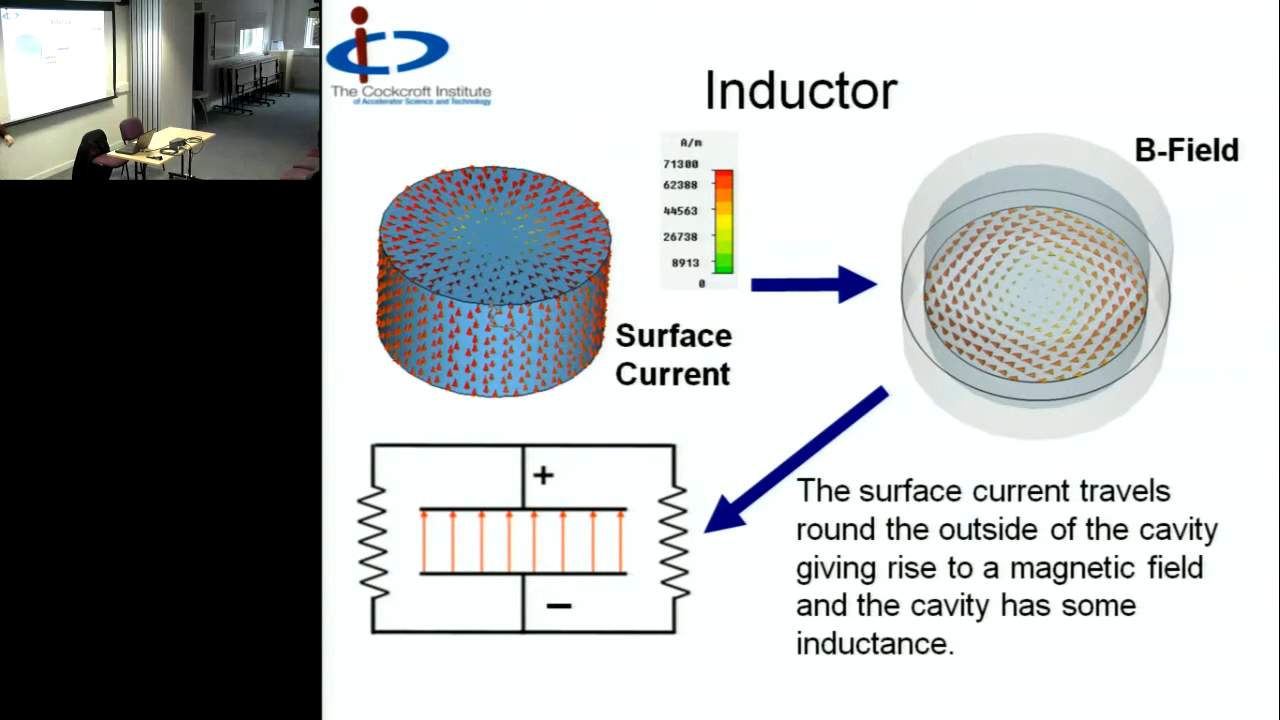 The Cockcroft Institute
of Accelerator Science and Technology
Inductor
A/m
71300
62388
44563
26738
8913
0
B-Field
Surface
Current
+
−
The surface current travels
round the outside of the cavity
giving rise to a magnetic field
and the cavity has some
inductance.